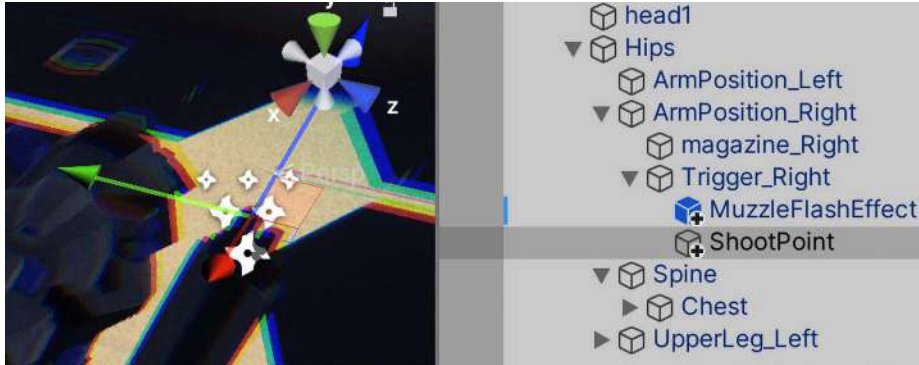 y
x
z
Persp
head1
Hips
ArmPosition_Left
ArmPosition_Right
magazine_Right
Trigger_Right
MuzzleFlashEffect
ShootPoint
Spine
Chest
UpperLeg_Left